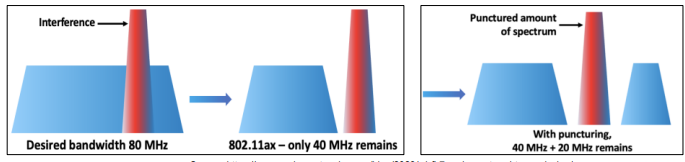 Interference
Desired bandwidth 80 MHz
802.11ax – only 40 MHz remains
Punctured amount
of spectrum
With puncturing,
40 MHz + 20 MHz remains